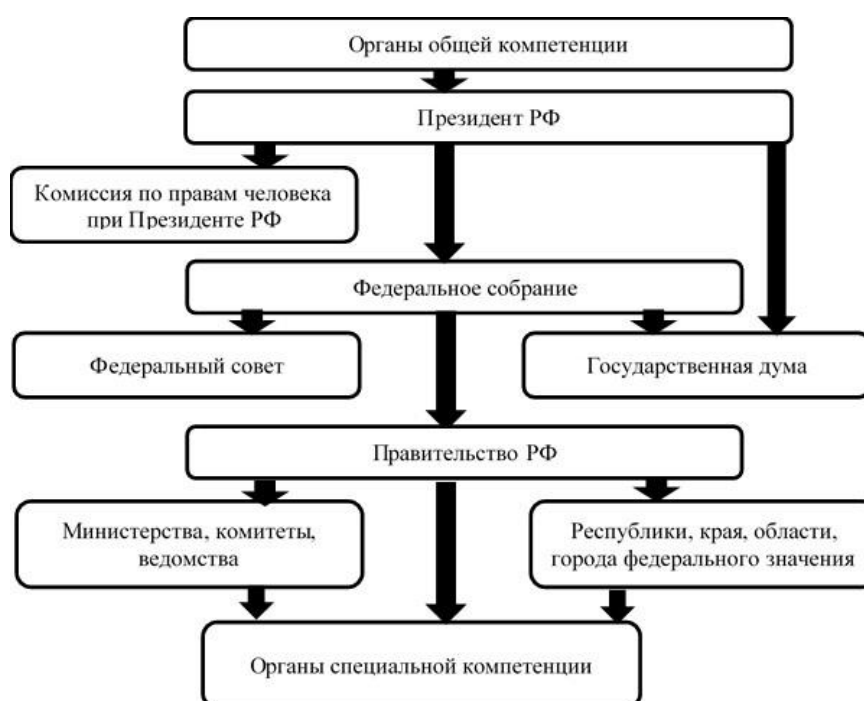 Органы общей компетенции
Президент РФ
Комиссия по правам человека
при Президенте РФ
Федеральное собрание
Федеральный совет
Государственная дума
Правительство РФ
Министерства, комитеты,
ведомства
Республики, края, области,
города федерального значения
Органы специальной компетенции